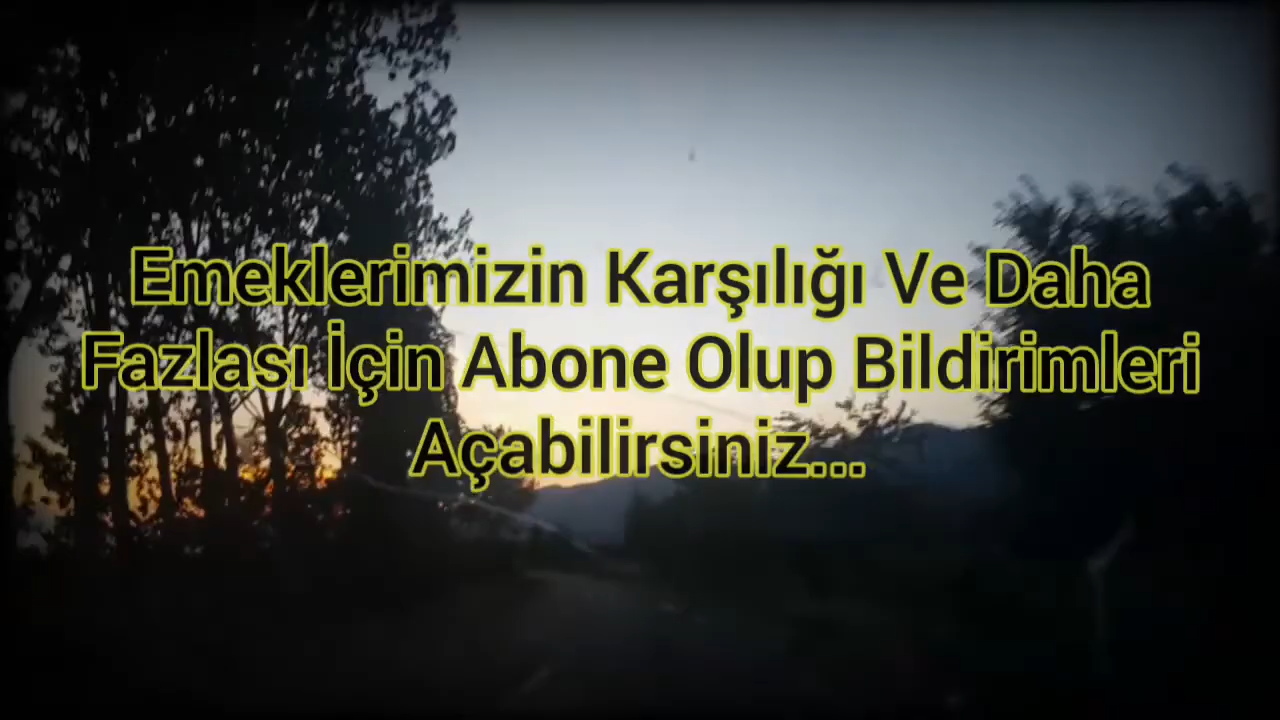 Emeklerimizin Karşılığı Ve Daha
Fazlası İçin Abone Olup Bildirimleri
Açabilirsiniz...